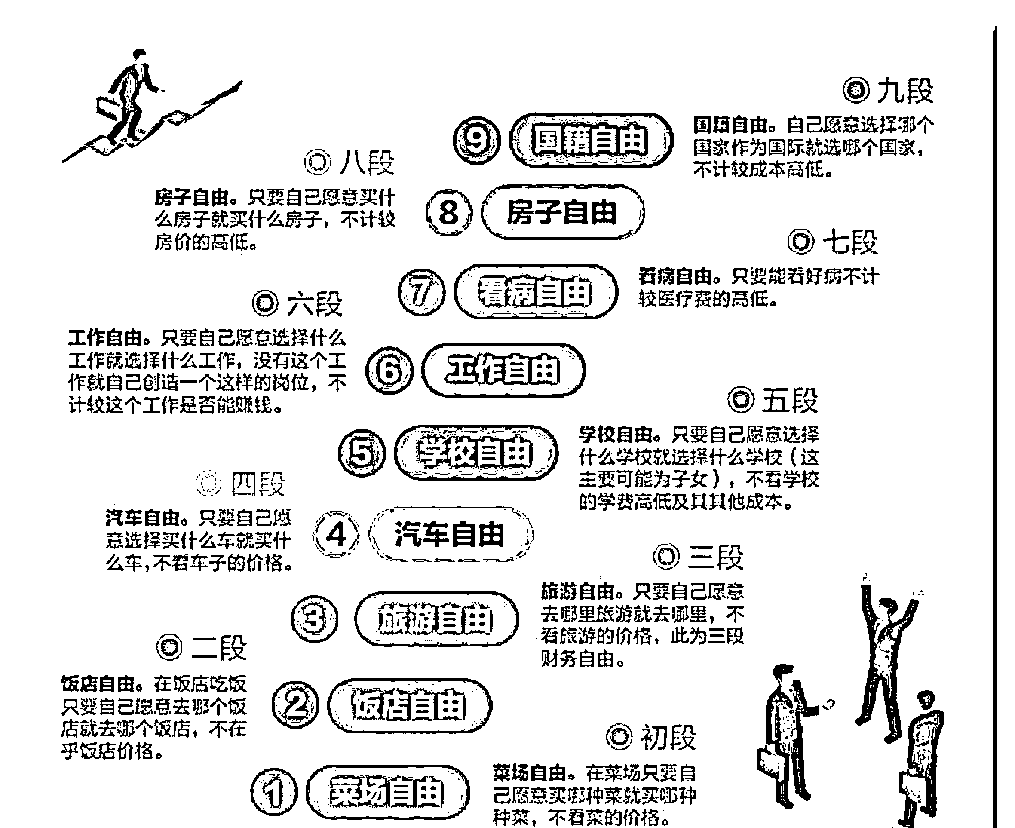 ◎ 九段
⑨ 国籍自由
国籍自由。自己愿意选择哪个
国家作为国际就选哪个国家，
不计较成本高低。
◎ 八段
房子自由。只要自己愿意买什
么房子就买什么房子，不计较
房价的高低。
⑧ 房子自由
◎ 七段
⑦ 看病自由
看病自由。只要能看好病不计
较医疗费的高低。
◎ 六段
工作自由。只要自己愿意选择什么
工作就选择什么工作，没有这个工
作就自己创造一个这样的岗位，不
计较这个工作是否能赚钱。
⑥ 工作自由
◎ 五段
⑤ 学校自由
学校自由。只要自己愿意选择
什么学校就选择什么学校（这
主要可能为子女），不看学校
的学费高低及其其他成本。
◎ 四段
汽车自由。只要自己愿
意选择买什么车就买什
么车,不看车子的价格。
④ 汽车自由
◎ 三段
③ 旅游自由
旅游自由。只要自己愿意
去哪里旅游就去哪里，不
看旅游的价格，此为三段
财务自由。
◎ 二段
饭店自由。在饭店吃饭
只要自己愿意去哪个饭
店就去哪个饭店，不在
乎饭店价格。
② 饭店自由
◎ 初段
① 菜场自由
菜场自由。在菜场只要自
己愿意买哪种菜就买哪种
种菜，不看菜的价格。